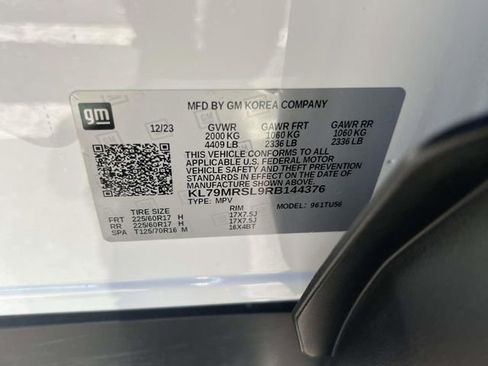 gm
MFD BY GM KOREA COMPANY
12/23 GVWR GAWR FRT GAWR RR
2000 KG 1060 KG 1060 KG
4409 LB 2336 LB 2336 LB
THIS VEHICLE CONFORMS TO ALL
APPLICABLE U.S. FEDERAL MOTOR
VEHICLE SAFETY AND THEFT PREVENTION
STANDARDS IN EFFECT ON THE DATE OF
MANUFACTURE SHOWN ABOVE.
KL79MRSL9RB144376
TYPE: MPV MODEL: 961TU56
TIRE SIZE RIM
FRT 225/60R17 H 17X7.5J
RR 225/60R17 H 17X7.5J
SPA T125/70R16 M 16X4BT